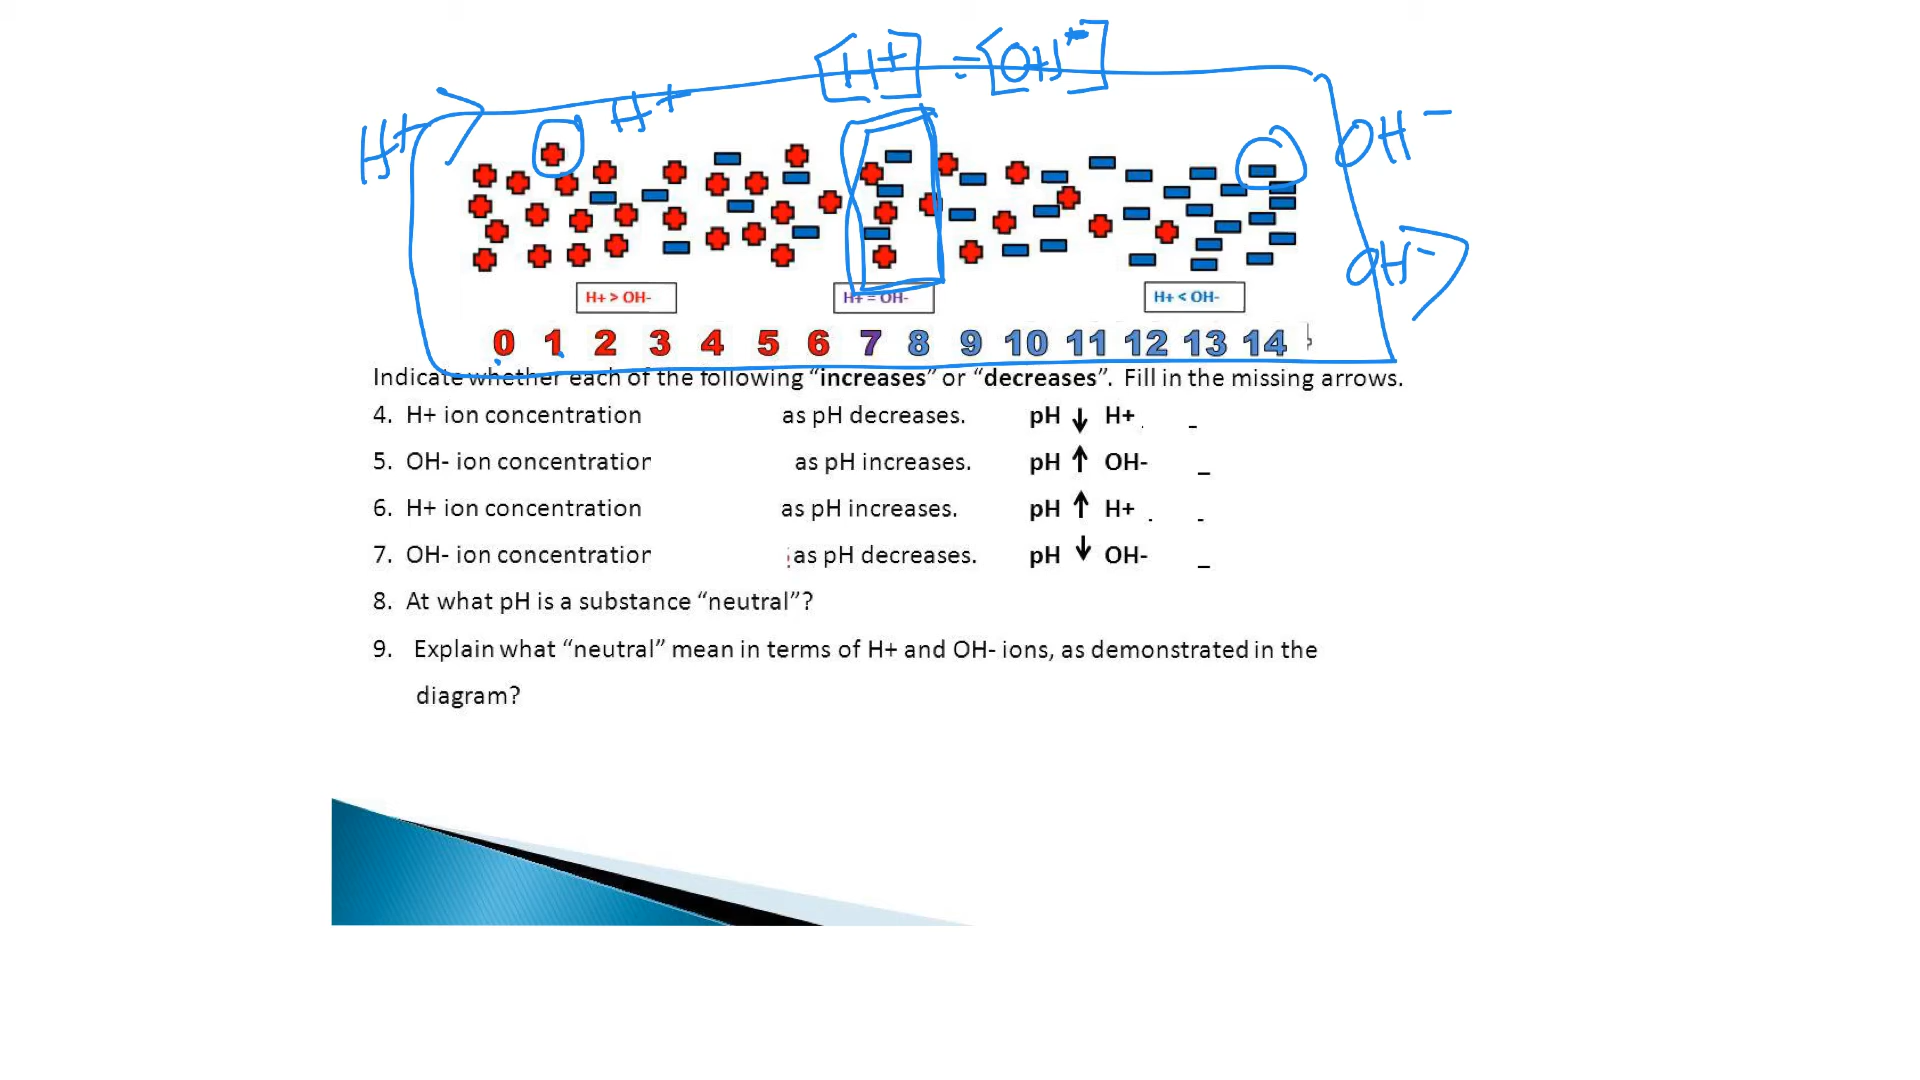 [H+] = [OH-]
H+
H+
OH-
OH-
H+ > OH-
H+ = OH-
H+ < OH-
0 1 2 3 4 5 6 7 8 9 10 11 12 13 14
Indicate whether each of the following “increases” or “decreases”. Fill in the missing arrows.
4. H+ ion concentration as pH decreases. pH ↓ H+ _
5. OH- ion concentration as pH increases. pH ↑ OH- _
6. H+ ion concentration as pH increases. pH ↑ H+ _
7. OH- ion concentration as pH decreases. pH ↓ OH- _
8. At what pH is a substance “neutral”?
9. Explain what “neutral” mean in terms of H+ and OH- ions, as demonstrated in the
diagram?